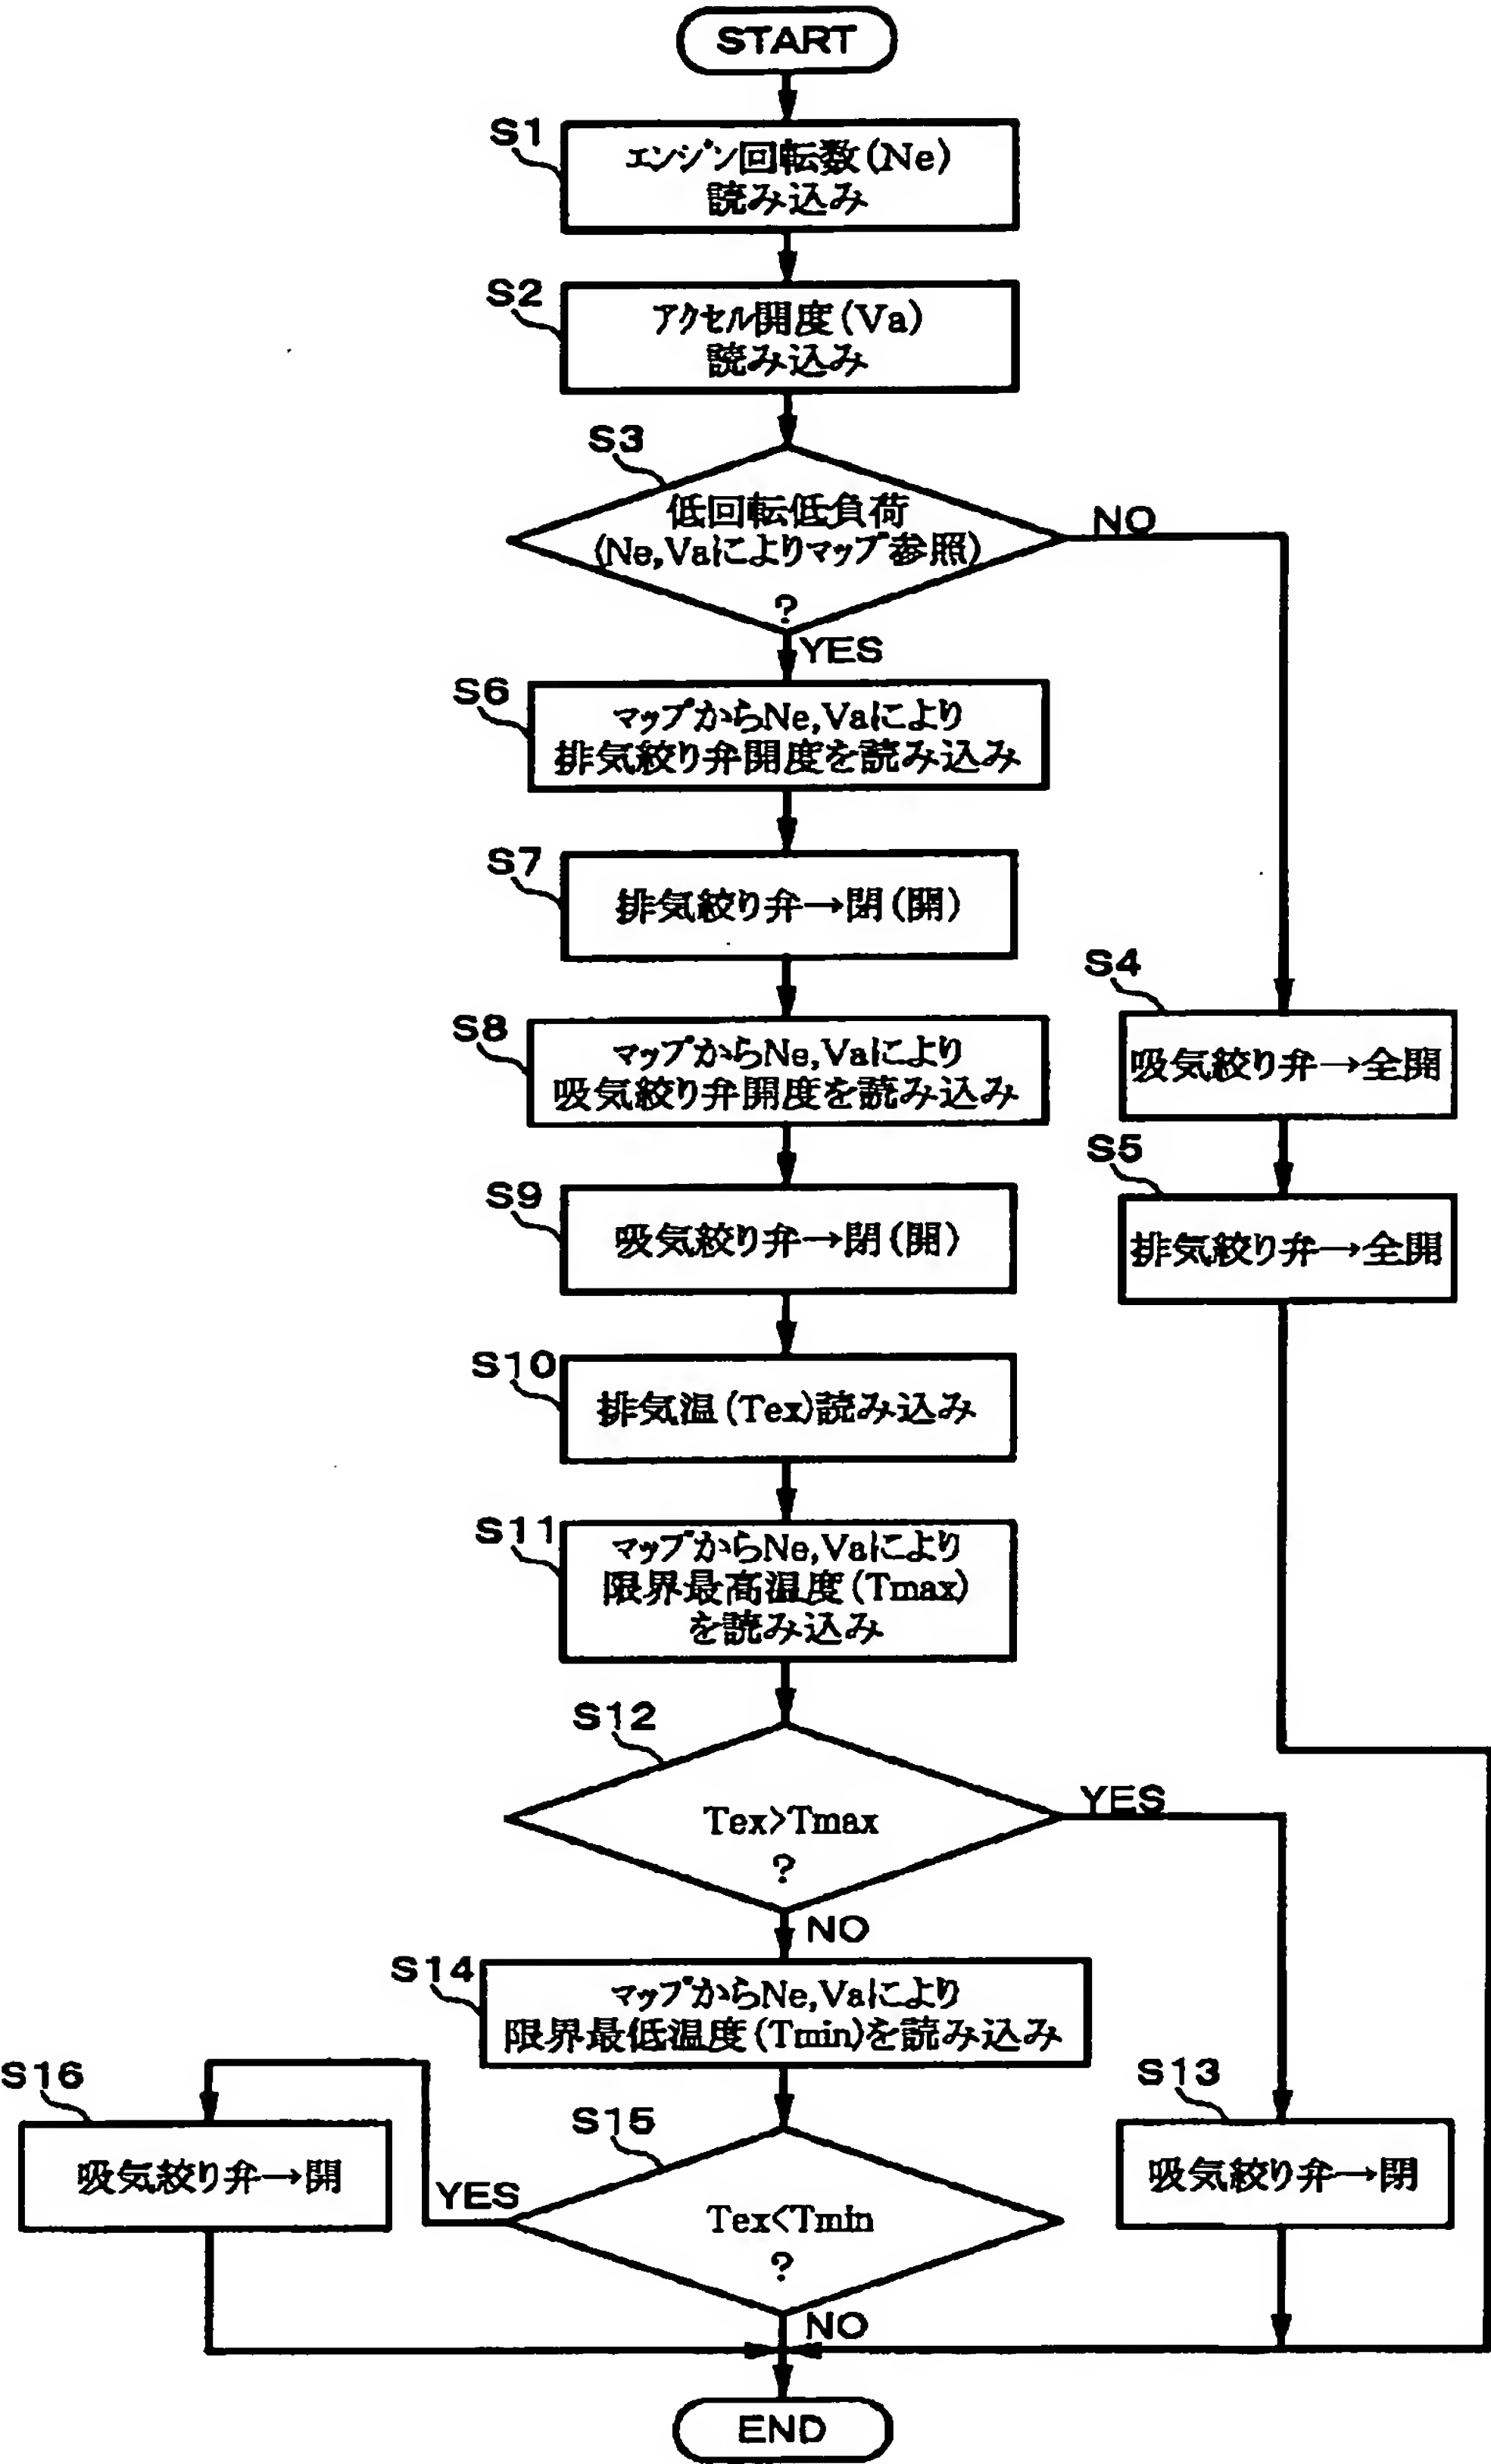 START
S1
エンジン回転数(Ne)
読み込み
S2
アクセル開度(Va)
読み込み
S3
低回転低負荷
(Ne,Vaによりマップ参照)
?
NO
YES
S6
マップからNe,Vaにより
排気絞り弁開度を読み込み
S7
排気絞り弁→閉(開)
S8
マップからNe,Vaにより
吸気絞り弁開度を読み込み
S4
吸気絞り弁→全開
S5
排気絞り弁→全開
S9
吸気絞り弁→閉(開)
S10
排気温(Tex)読み込み
S11
マップからNe,Vaにより
限界最高温度(Tmax)
を読み込み
S12
Tex>Tmax
?
YES
NO
S14
マップからNe,Vaにより
限界最低温度(Tmin)を読み込み
S13
吸気絞り弁→閉
S15
Tex<Tmin
?
YES
S16
吸気絞り弁→開
NO
END